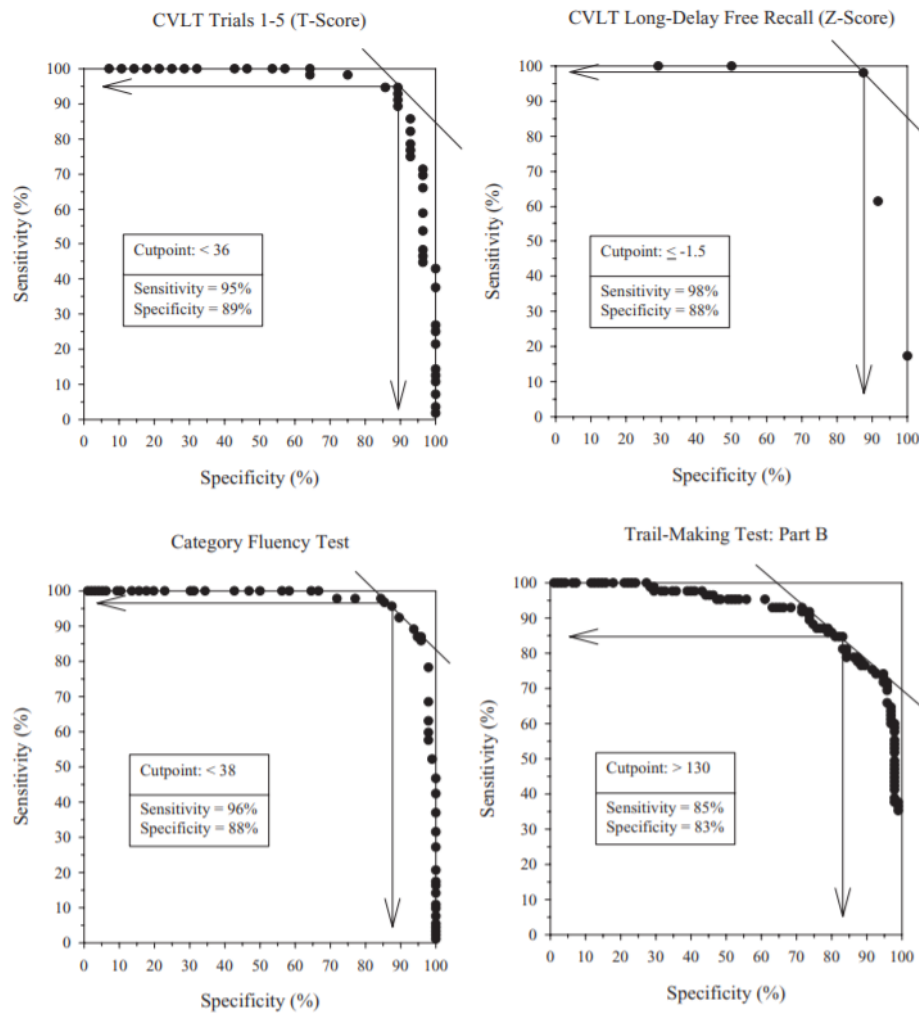 CVLT Trials 1-5 (T-Score)
100
90
80
70
60
50
40
30
20
10
0
Sensitivity (%)
Cutpoint: < 36
Sensitivity = 95%
Specificity = 89%
0 10 20 30 40 50 60 70 80 90 100
Specificity (%)
CVLT Long-Delay Free Recall (Z-Score)
100
90
80
70
60
50
40
30
20
10
0
Sensitivity (%)
Cutpoint: ≤ -1.5
Sensitivity = 98%
Specificity = 88%
0 10 20 30 40 50 60 70 80 90 100
Specificity (%)
Category Fluency Test
100
90
80
70
60
50
40
30
20
10
0
Sensitivity (%)
Cutpoint: < 38
Sensitivity = 96%
Specificity = 88%
0 10 20 30 40 50 60 70 80 90 100
Specificity (%)
Trail-Making Test: Part B
100
90
80
70
60
50
40
30
20
10
0
Sensitivity (%)
Cutpoint: > 130
Sensitivity = 85%
Specificity = 83%
0 10 20 30 40 50 60 70 80 90 100
Specificity (%)